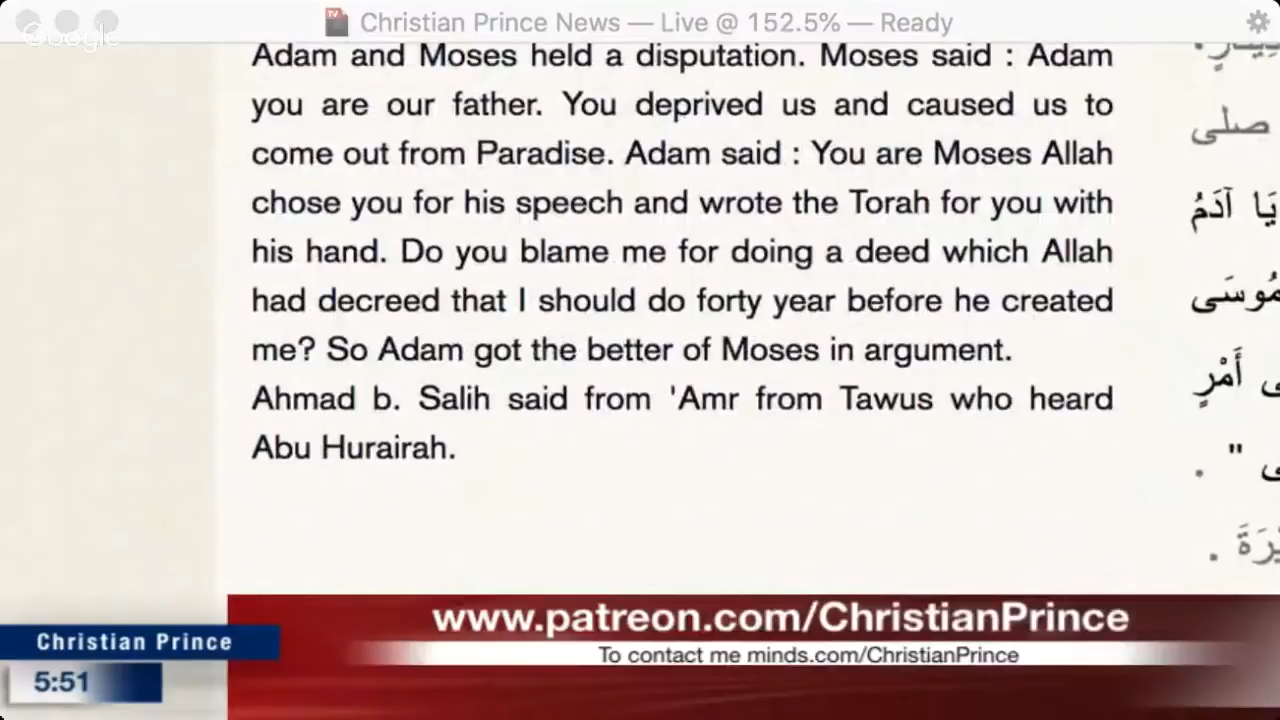 Christian Prince News — Live @ 152.5% — Ready
Google
Adam and Moses held a disputation. Moses said : Adam
you are our father. You deprived us and caused us to
come out from Paradise. Adam said : You are Moses Allah
chose you for his speech and wrote the Torah for you with
his hand. Do you blame me for doing a deed which Allah
had decreed that I should do forty year before he created
me? So Adam got the better of Moses in argument.
Ahmad b. Salih said from 'Amr from Tawus who heard
Abu Hurairah.
صلى
يَا آدَمُ
مُوسَى
أَمْرٍ
" .
www.patreon.com/ChristianPrince
To contact me minds.com/ChristianPrince
Christian Prince
5:51